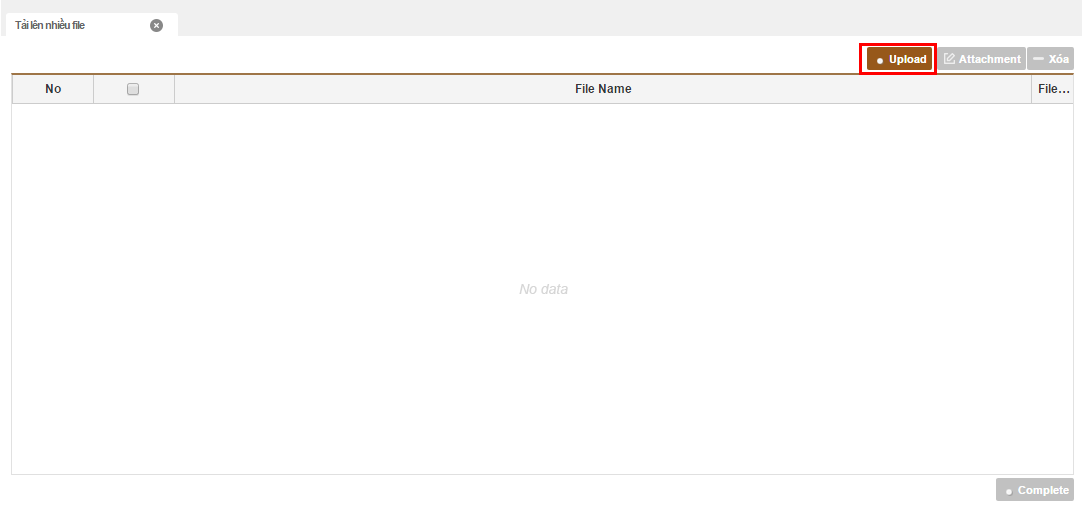 Tải lên nhiều file
Upload Attachment Xóa
No File Name File...
No data
Complete